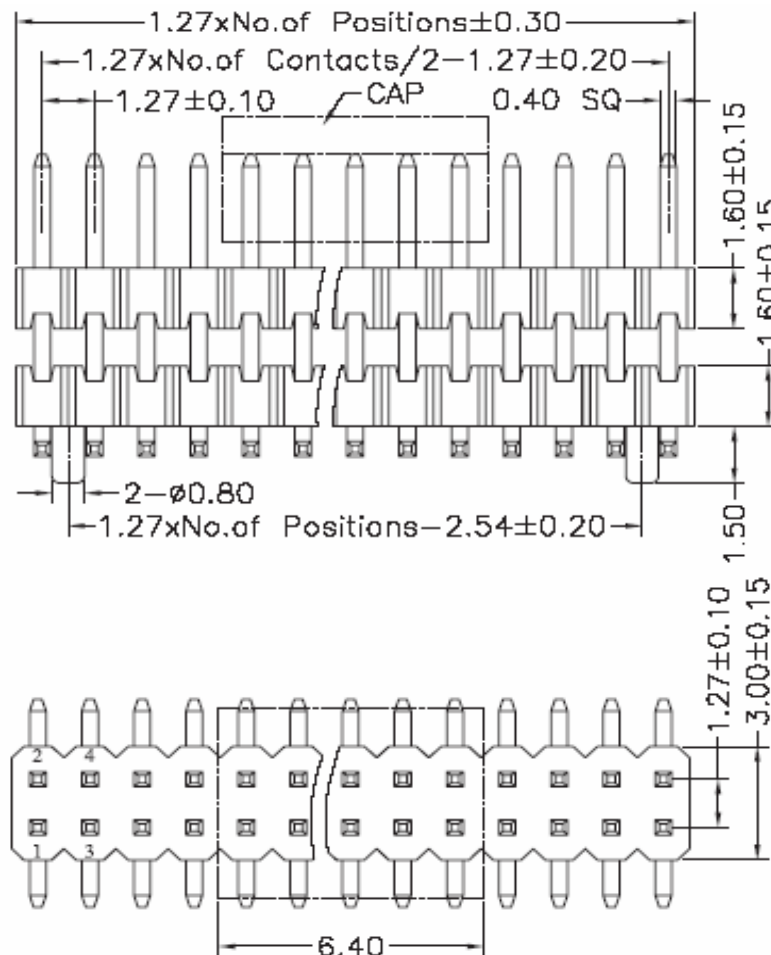 1.27xNo.of Positions±0.30
1.27xNo.of Contacts/2-1.27±0.20
1.27±0.10
CAP
0.40 SQ
1.60±0.15
1.60±0.15
2-ø0.80
1.27xNo.of Positions-2.54±0.20
1.50
1.27±0.10
3.00±0.15
2 4
1 3
6.40